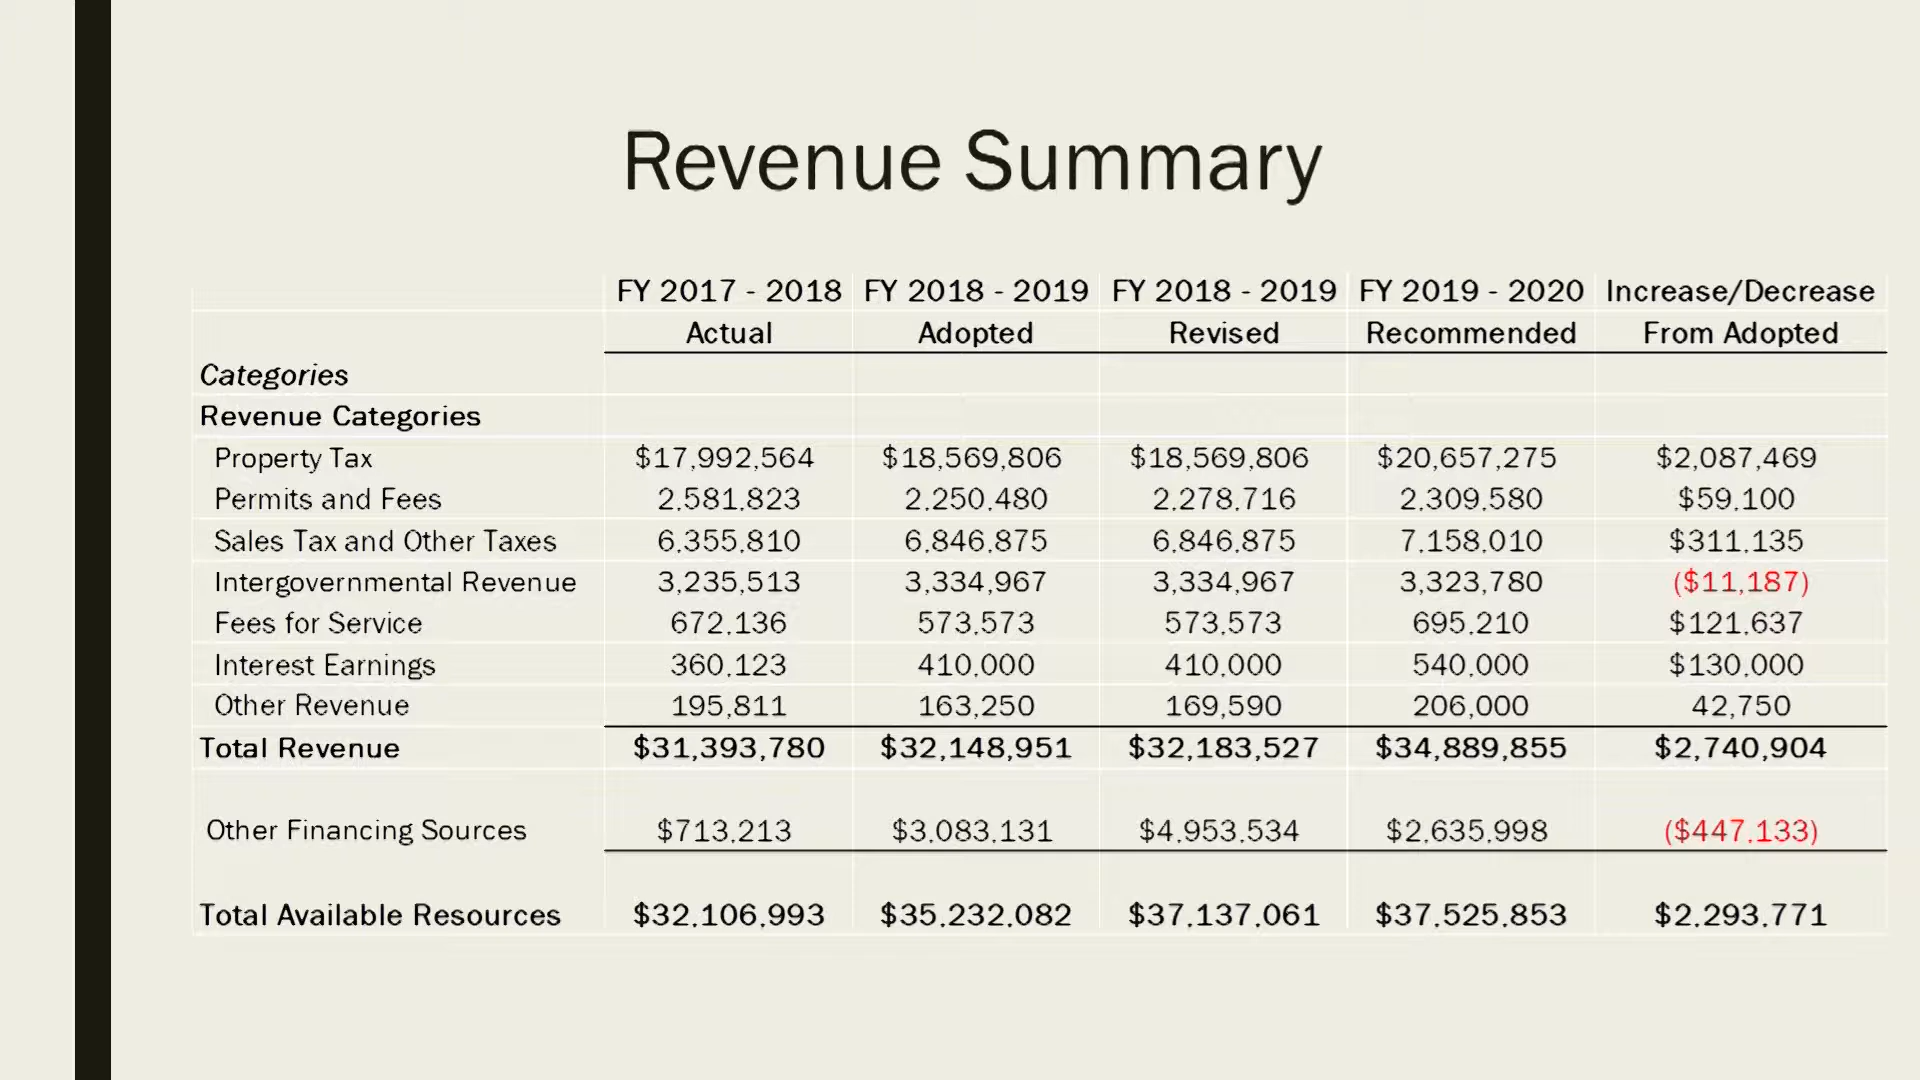 Revenue Summary
FY 2017 - 2018 FY 2018 - 2019 FY 2018 - 2019 FY 2019 - 2020 Increase/Decrease
Actual Adopted Revised Recommended From Adopted
Categories
Revenue Categories
Property Tax $17,992,564 $18,569,806 $18,569,806 $20,657,275 $2,087,469
Permits and Fees 2,581,823 2,250,480 2,278,716 2,309,580 $59,100
Sales Tax and Other Taxes 6,355,810 6,846,875 6,846,875 7,158,010 $311,135
Intergovernmental Revenue 3,235,513 3,334,967 3,334,967 3,323,780 ($11,187)
Fees for Service 672,136 573,573 573,573 695,210 $121,637
Interest Earnings 360,123 410,000 410,000 540,000 $130,000
Other Revenue 195,811 163,250 169,590 206,000 42,750
Total Revenue $31,393,780 $32,148,951 $32,183,527 $34,889,855 $2,740,904
Other Financing Sources $713,213 $3,083,131 $4,953,534 $2,635,998 ($447,133)
Total Available Resources $32,106,993 $35,232,082 $37,137,061 $37,525,853 $2,293,771